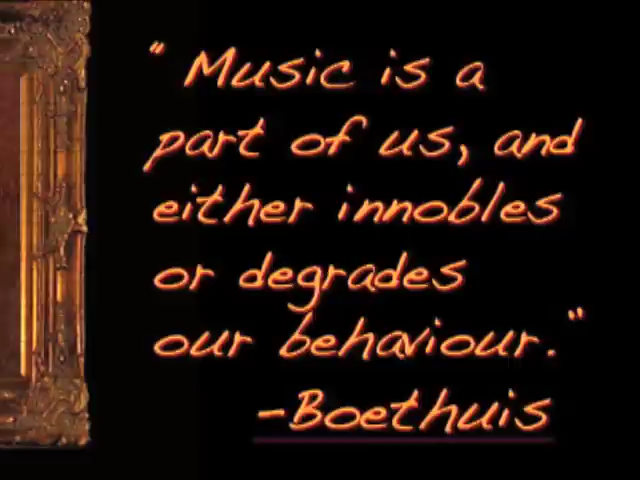 " Music is a
part of us, and
either innobles
or degrades
our behaviour."
-Boethuis